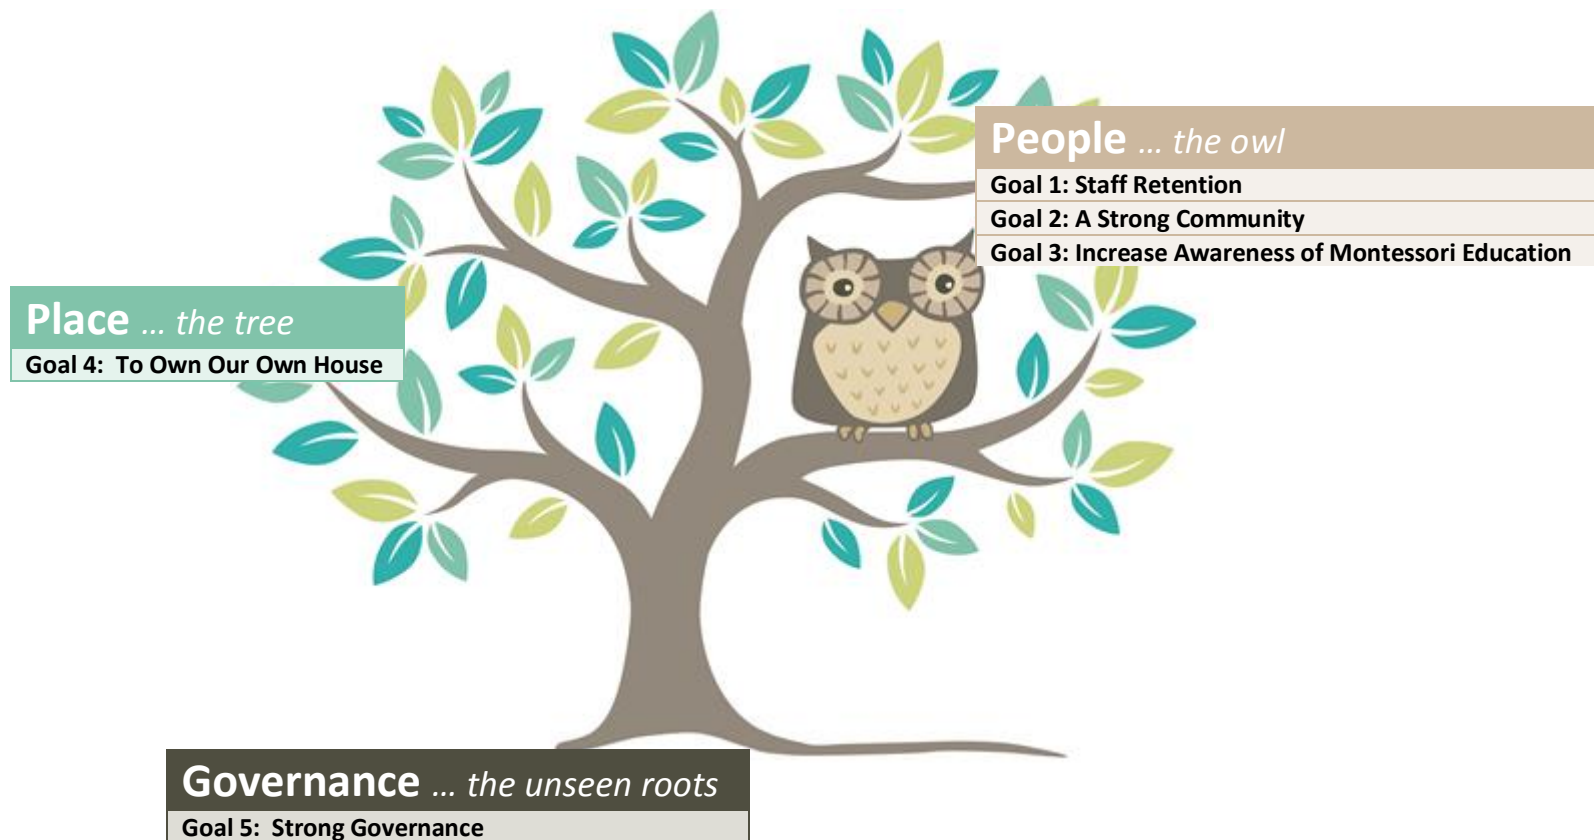 People ... the owl
Goal 1: Staff Retention
Goal 2: A Strong Community
Goal 3: Increase Awareness of Montessori Education
Place ... the tree
Goal 4:  To Own Our Own House
Governance ... the unseen roots
Goal 5:  Strong Governance